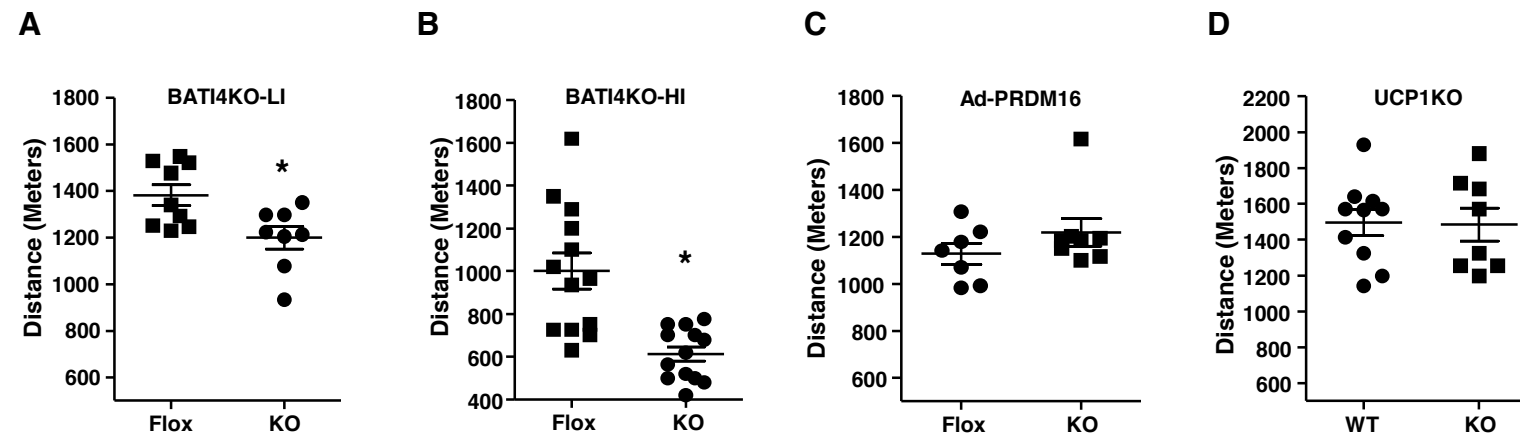 A
BATI4KO-LI
Distance (Meters)
1800
1600
1400
1200
1000
800
600
*
Flox
KO
B
BATI4KO-HI
Distance (Meters)
1800
1600
1400
1200
1000
800
600
400
*
Flox
KO
C
Ad-PRDM16
Distance (Meters)
1800
1600
1400
1200
1000
800
600
Flox
KO
D
UCP1KO
Distance (Meters)
2200
2000
1800
1600
1400
1200
1000
800
600
WT
KO